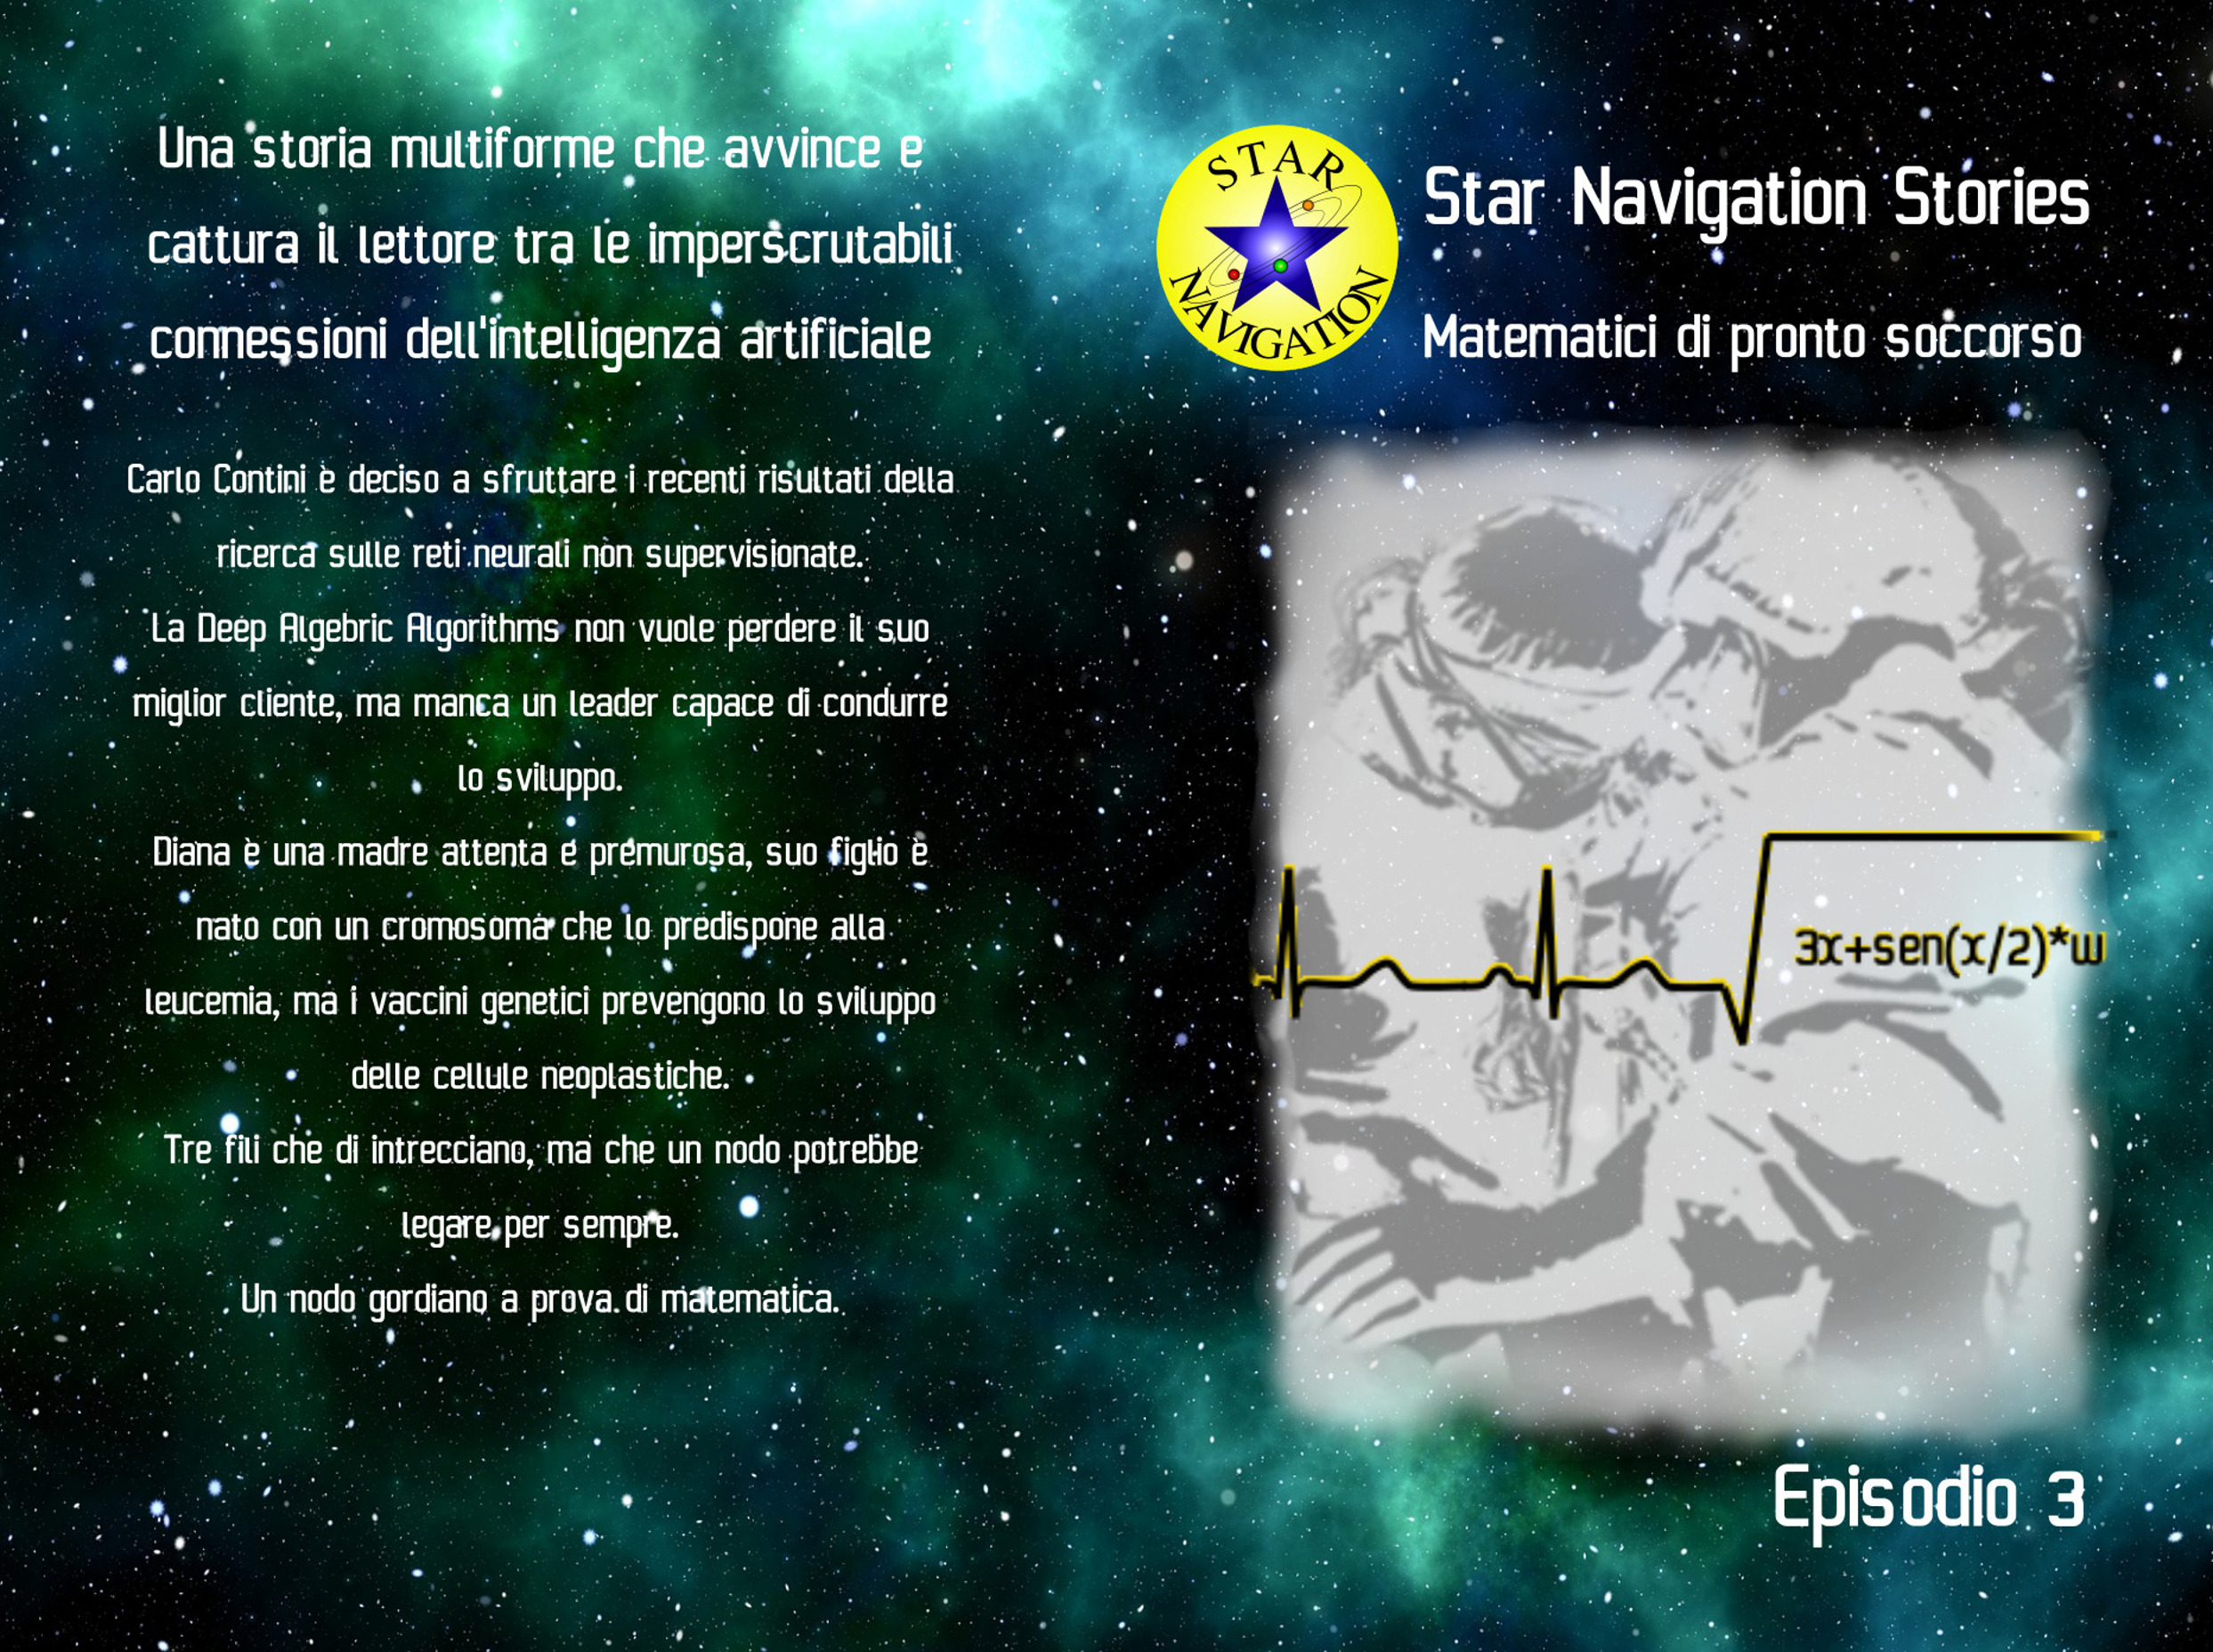 Una storia multiforme che avvince e
cattura il lettore tra le imperscrutabili
connessioni dell'intelligenza artificiale
Carlo Contini è deciso a sfruttare i recenti risultati della
ricerca sulle reti neurali non supervisionate.
La Deep Algebric Algorithms non vuole perdere il suo
miglior cliente, ma manca un leader capace di condurre
lo sviluppo.
Diana è una madre attenta e premurosa, suo figlio è
nato con un cromosoma che lo predispone alla
leucemia, ma i vaccini genetici prevengono lo sviluppo
delle cellule neoplastiche.
Tre fili che di intrecciano, ma che un nodo potrebbe
legare per sempre.
Un nodo gordiano a prova di matematica.
STAR
NAVIGATION
Star Navigation Stories
Matematici di pronto soccorso
3x+sen(x/2)*w
Episodio 3